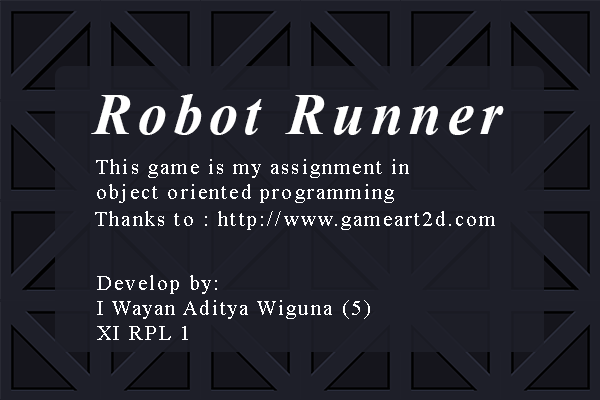 Robot Runner
This game is my assignment in
object oriented programming
Thanks to : http://www.gameart2d.com
Develop by:
I Wayan Aditya Wiguna (5)
XI RPL 1